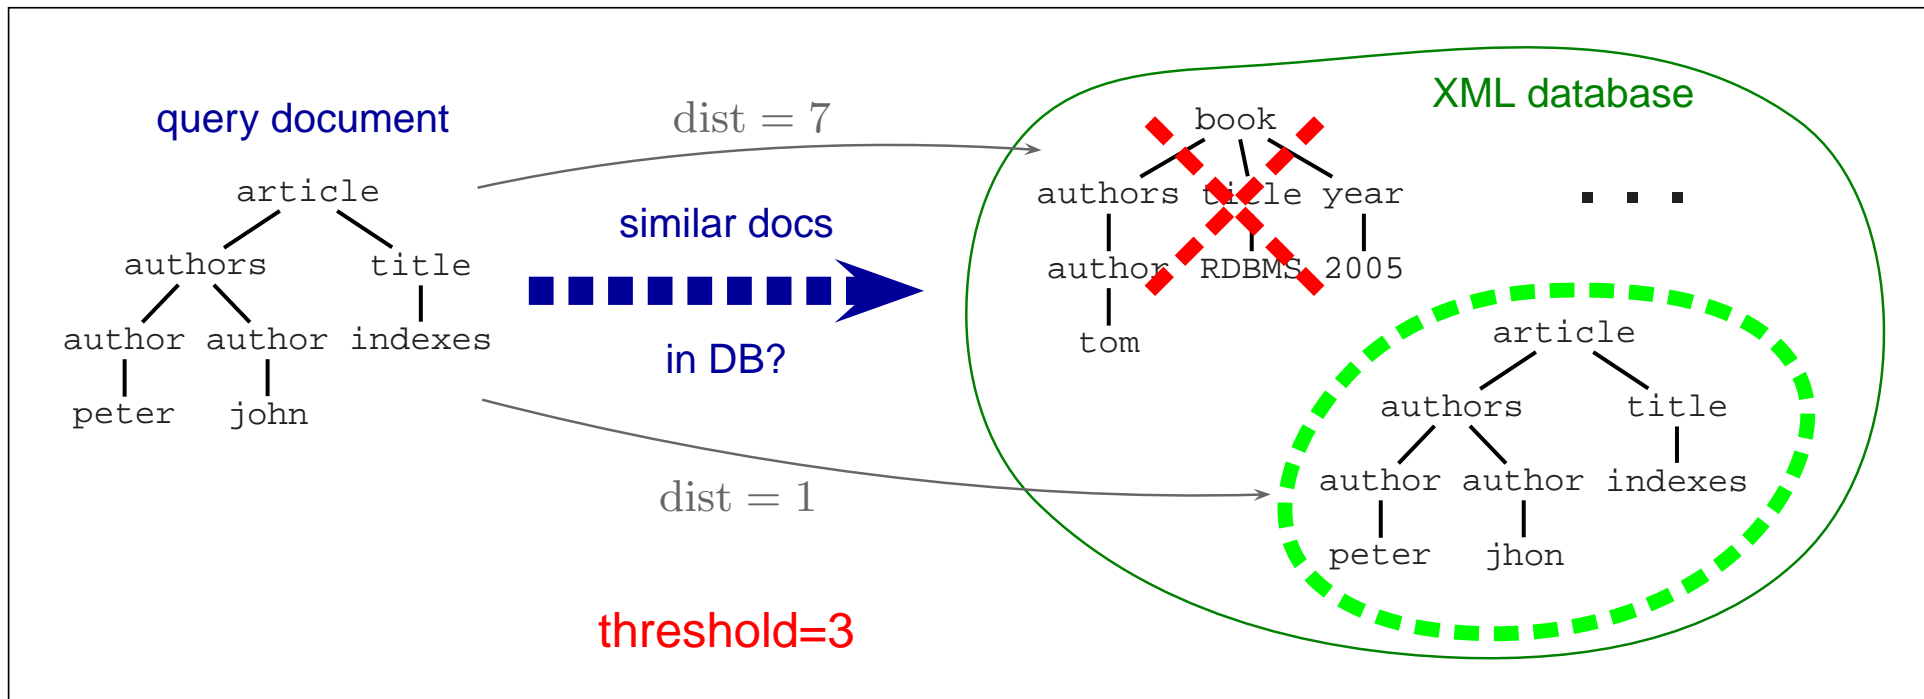 query document
article
authors title
author author indexes
peter john
dist = 7
similar docs
in DB?
dist = 1
threshold=3
XML database
book
authors title year
author RDBMS 2005
tom
. . .
article
authors title
author author indexes
peter jhon